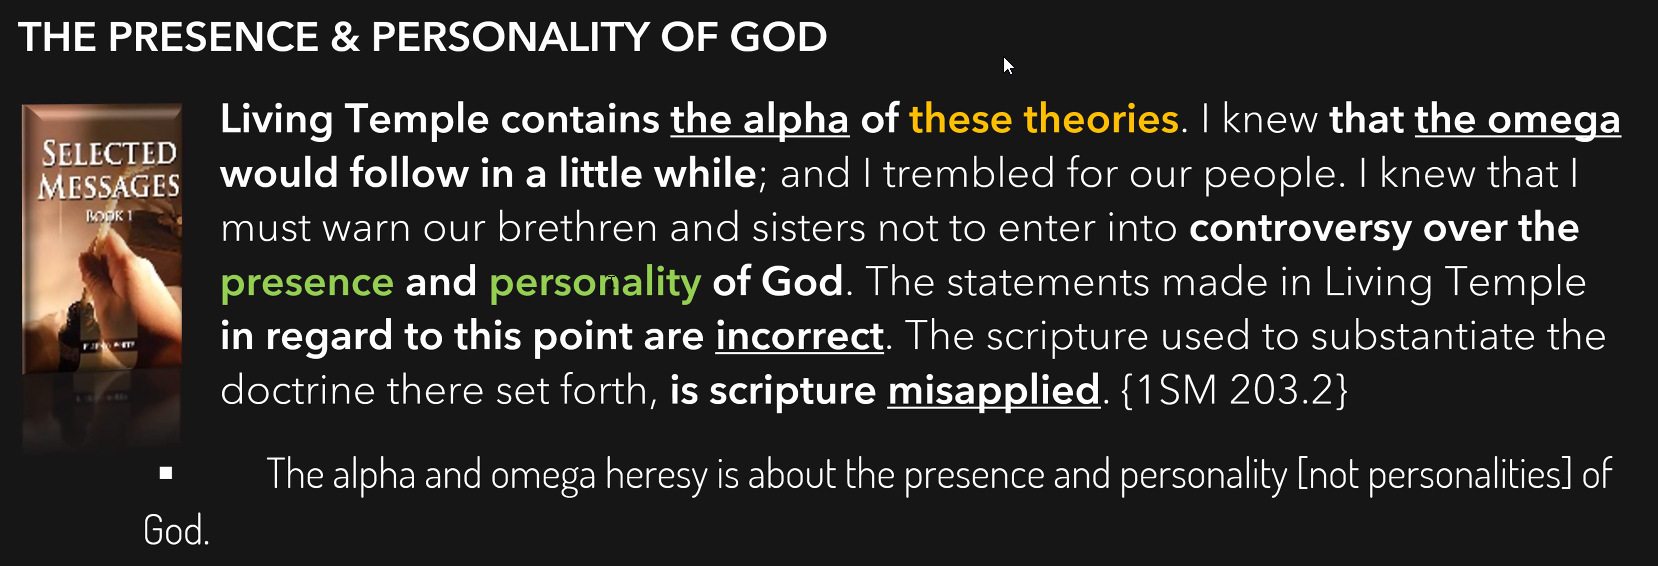 THE PRESENCE & PERSONALITY OF GOD
SELECTED
MESSAGES
BOOK 1
Living Temple contains the alpha of these theories. I knew that the omega
would follow in a little while; and I trembled for our people. I knew that I
must warn our brethren and sisters not to enter into controversy over the
presence and personality of God. The statements made in Living Temple
in regard to this point are incorrect. The scripture used to substantiate the
doctrine there set forth, is scripture misapplied. {1SM 203.2}
▪ The alpha and omega heresy is about the presence and personality [not personalities] of
God.